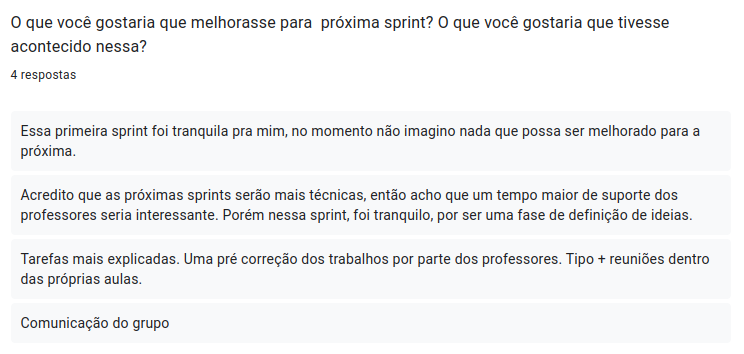 O que você gostaria que melhorasse para  próxima sprint? O que você gostaria que tivesse
acontecido nessa?
4 respostas
Essa primeira sprint foi tranquila pra mim, no momento não imagino nada que possa ser melhorado para a
próxima.
Acredito que as próximas sprints serão mais técnicas, então acho que um tempo maior de suporte dos
professores seria interessante. Porém nessa sprint, foi tranquilo, por ser uma fase de definição de ideias.
Tarefas mais explicadas. Uma pré correção dos trabalhos por parte dos professores. Tipo + reuniões dentro
das próprias aulas.
Comunicação do grupo